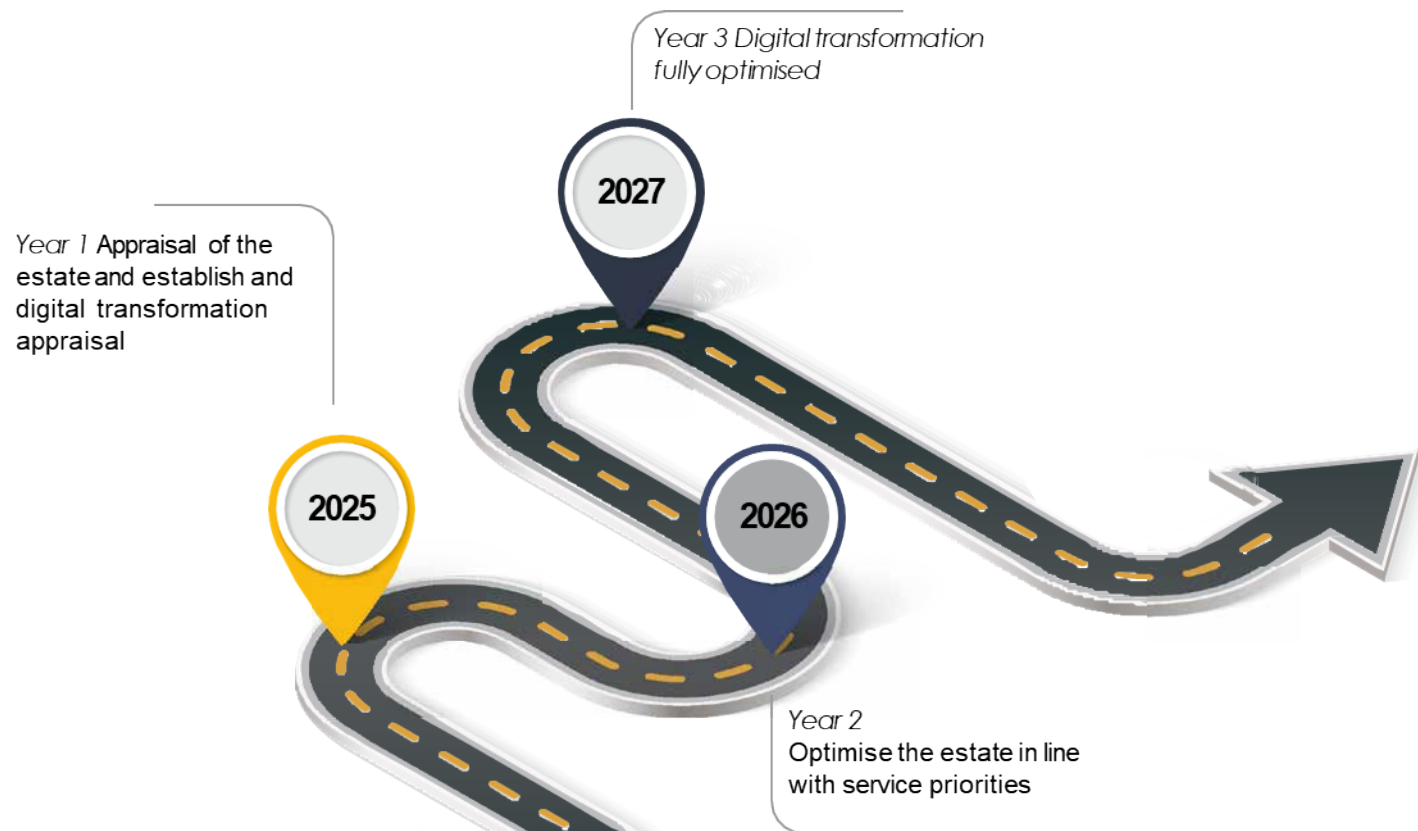 Year 3 Digital transformation
fully optimised
2027
Year 1 Appraisal of the
estate and establish and
digital transformation
appraisal
2025
2026
Year 2
Optimise the estate in line
with service priorities